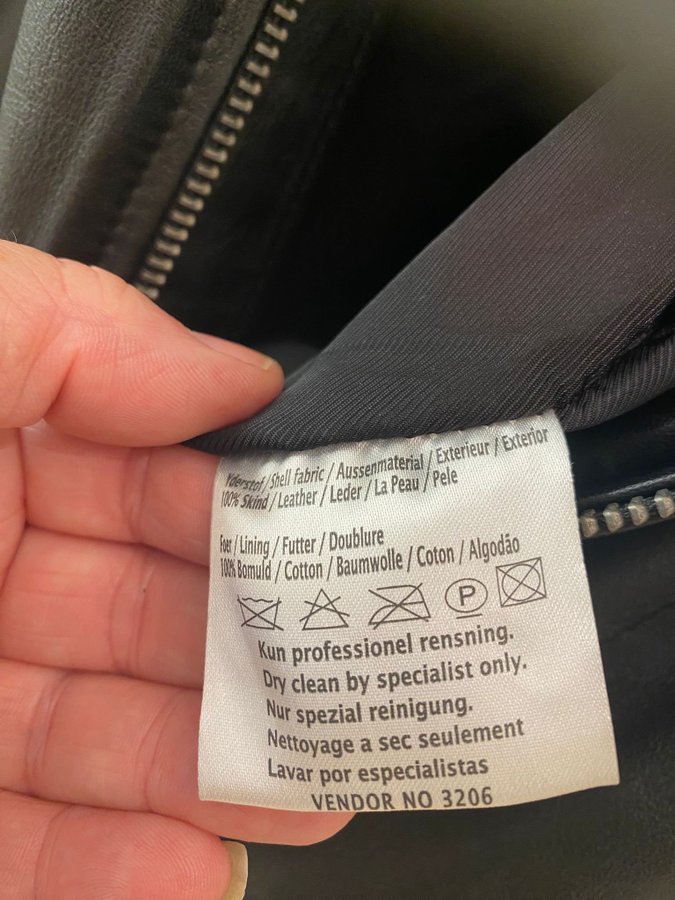 Yderstof / Shell fabric / Aussenmaterial / Exterieur / Exterior
100% Skind / Leather / Leder / La Peau / Pele
Foer / Lining / Futter / Doublure
100% Bomuld / Cotton / Baumwolle / Coton / Algodão
P
Kun professionel rensning.
Dry clean by specialist only.
Nur spezial reinigung.
Nettoyage a sec seulement
Lavar por especialistas
VENDOR NO 3206